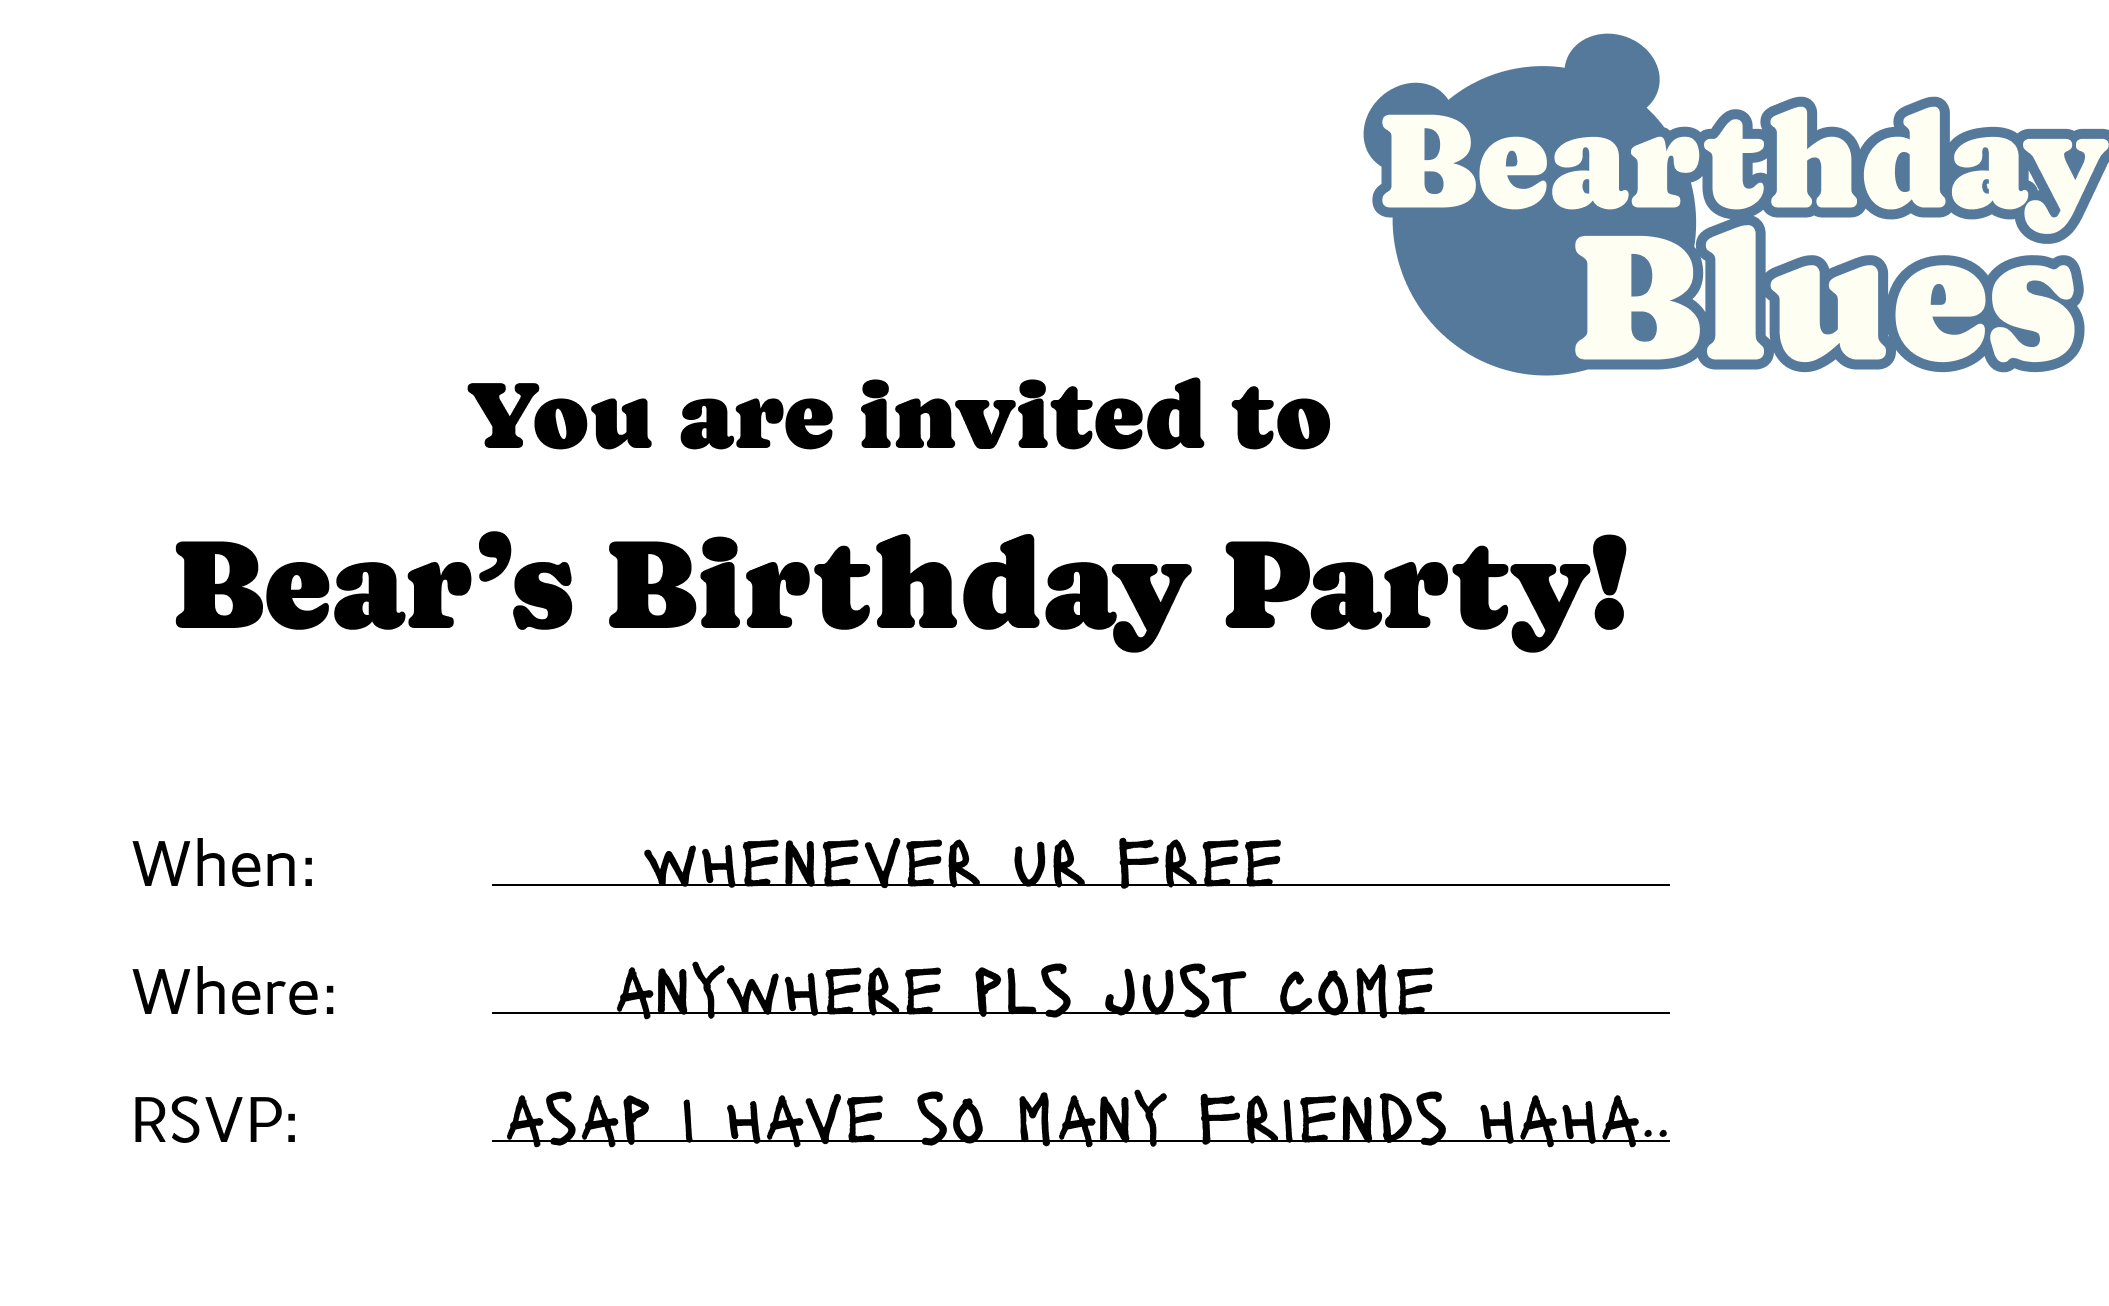 Bearthday
Blues
You are invited to
Bear’s Birthday Party!
When: WHENEVER UR FREE
Where: ANYWHERE PLS JUST COME
RSVP: ASAP I HAVE SO MANY FRIENDS HAHA..